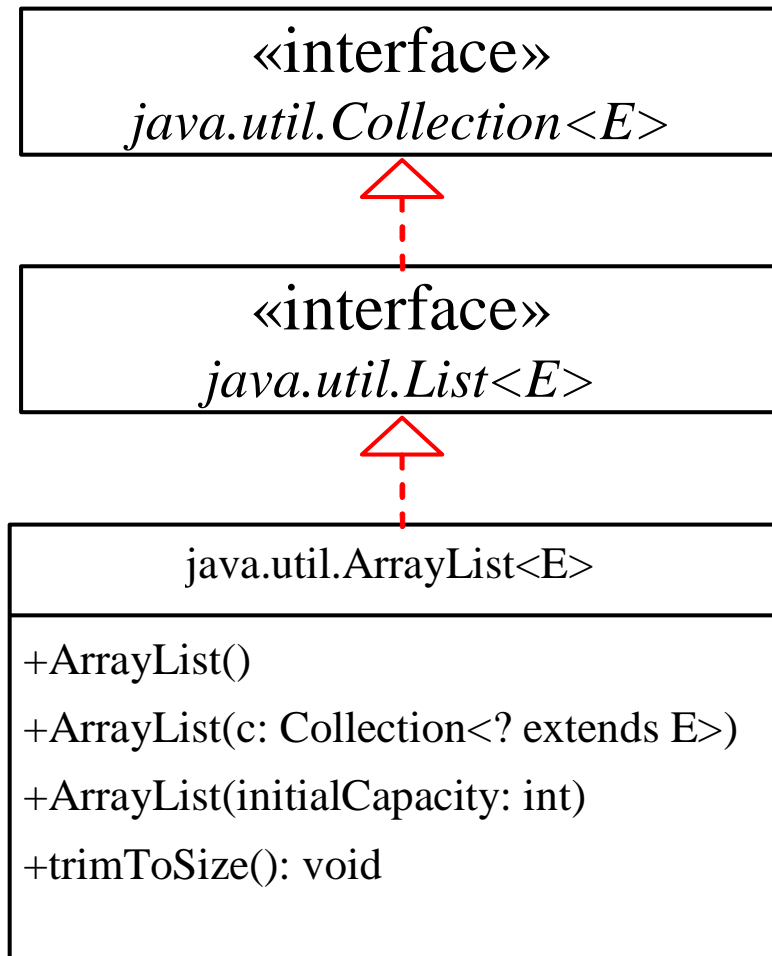 «interface»
java.util.Collection<E>
«interface»
java.util.List<E>
java.util.ArrayList<E>
+ArrayList()
+ArrayList(c: Collection<? extends E>)
+ArrayList(initialCapacity: int)
+trimToSize(): void